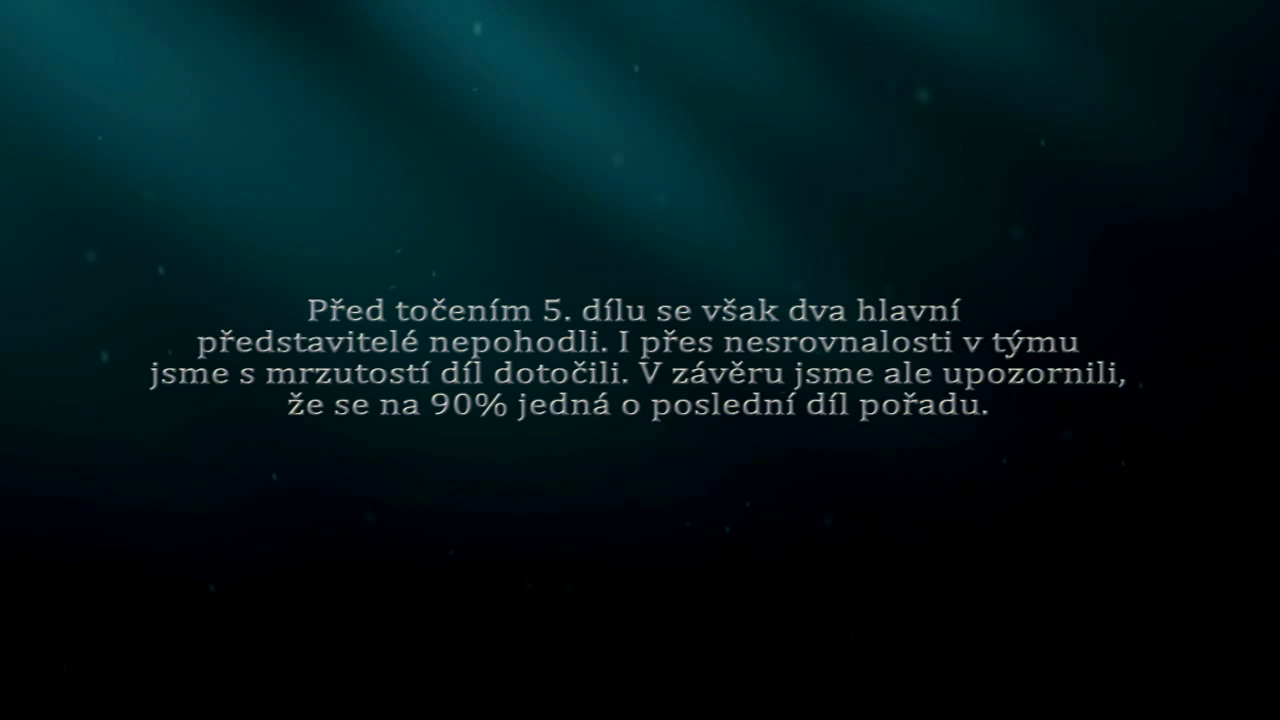 Před točením 5. dílu se však dva hlavní
představitelé nepohodli. I přes nesrovnalosti v týmu
jsme s mrzutostí díl dotočili. V závěru jsme ale upozornili,
že se na 90% jedná o poslední díl pořadu.